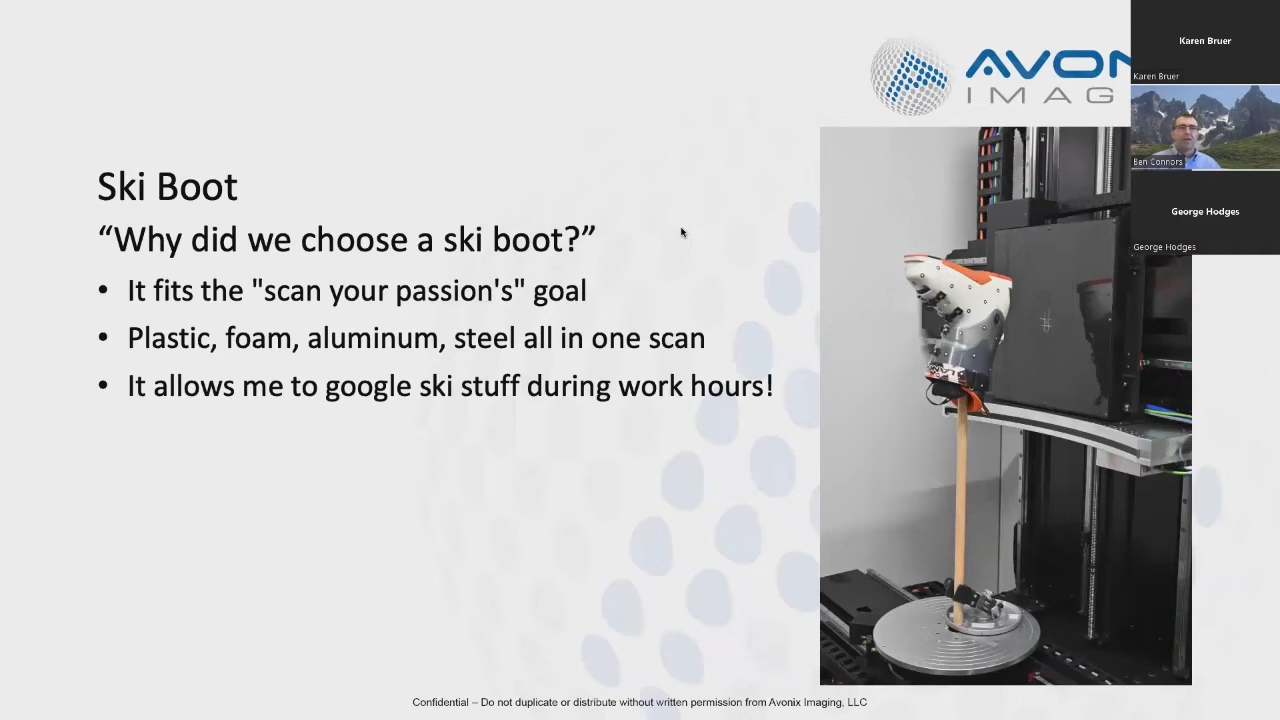 AVON
IMAG
Karen Bruer
Karen Bruer
Ben Connors
George Hodges
George Hodges
Ski Boot
“Why did we choose a ski boot?”
• It fits the "scan your passion's" goal
• Plastic, foam, aluminum, steel all in one scan
• It allows me to google ski stuff during work hours!
Confidential – Do not duplicate or distribute without written permission from Avonix Imaging, LLC